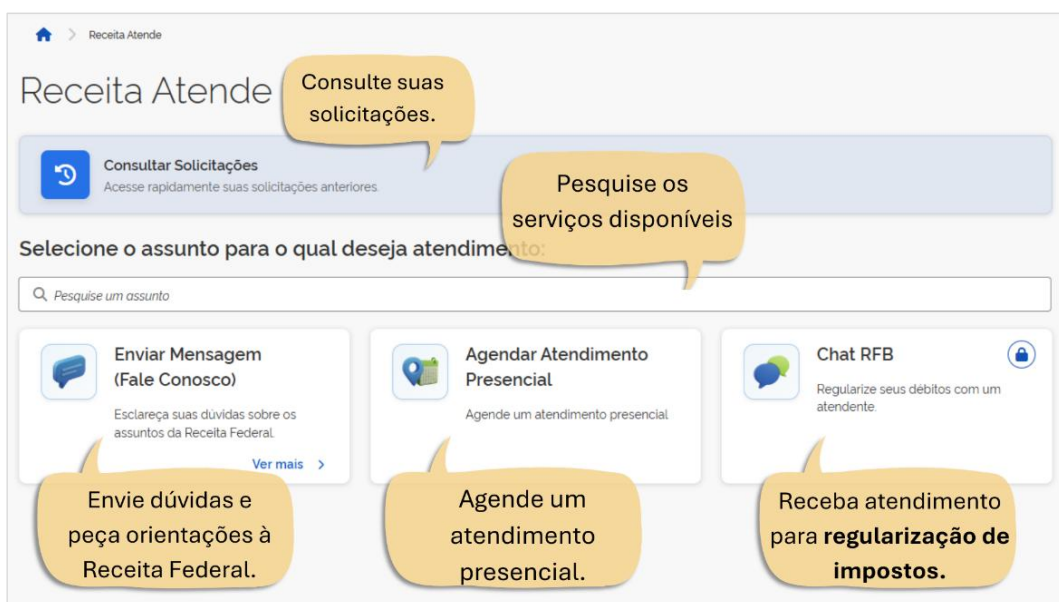 Receita Atende
Receita Atende
Consulte suas
solicitações.
Consultar Solicitações
Acesse rapidamente suas solicitações anteriores.
Pesquise os
serviços disponíveis
Selecione o assunto para o qual deseja atendimento:
Pesquise um assunto
Enviar Mensagem
(Fale Conosco)
Esclareça suas dúvidas sobre os
assuntos da Receita Federal.
Ver mais >
Envie dúvidas e
peça orientações à
Receita Federal.
Agendar Atendimento
Presencial
Agende um atendimento presencial
Agende um
atendimento
presencial.
Chat RFB
Regularize seus débitos com um
atendente.
Receba atendimento
para regularização de
impostos.